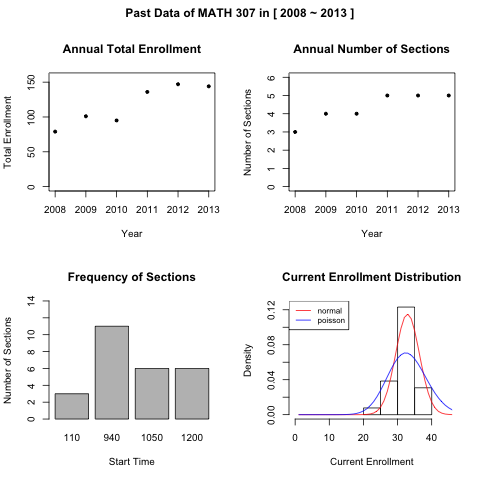 Past Data of MATH 307 in [ 2008 ~ 2013 ]
Annual Total Enrollment
Total Enrollment
150
100
50
0
2008 2009 2010 2011 2012 2013
Year
Annual Number of Sections
Number of Sections
6
5
4
3
2
1
0
2008 2009 2010 2011 2012 2013
Year
Frequency of Sections
Number of Sections
14
10
8
6
4
2
0
110 940 1050 1200
Start Time
Current Enrollment Distribution
Density
0.12
0.08
0.04
0.00
normal
poisson
0 10 20 30 40
Current Enrollment